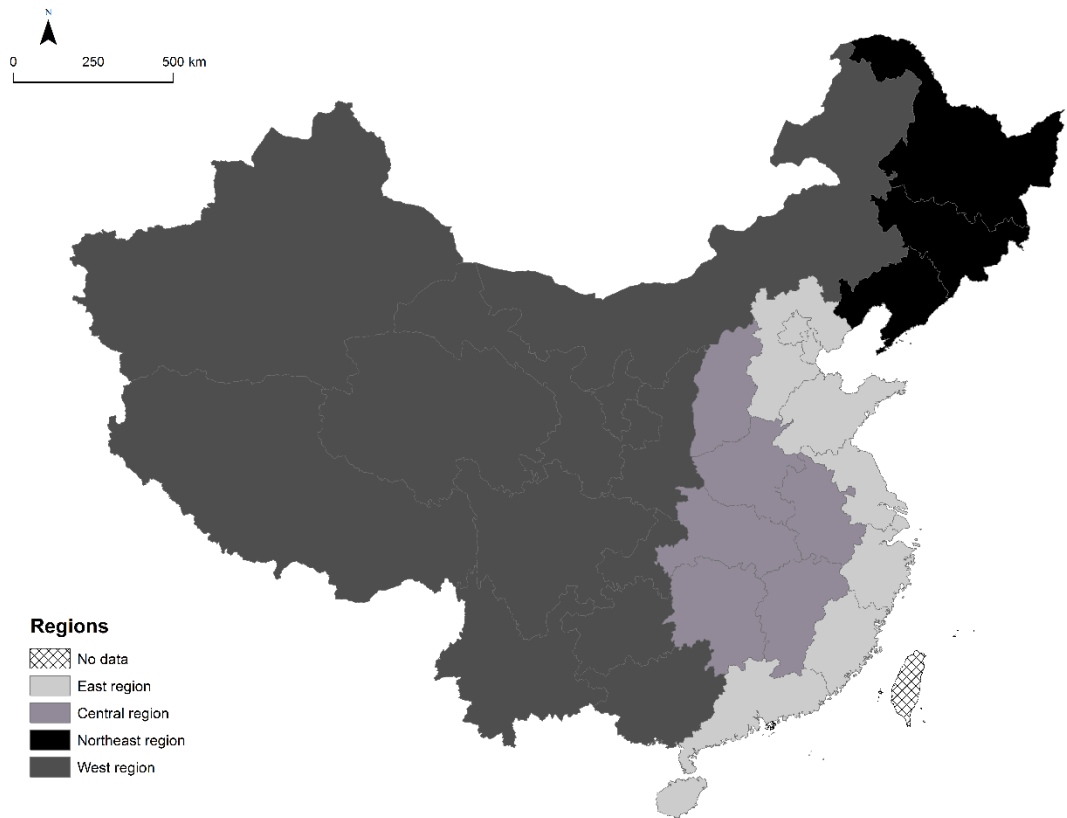 N
0 250 500 km
Regions
No data
East region
Central region
Northeast region
West region